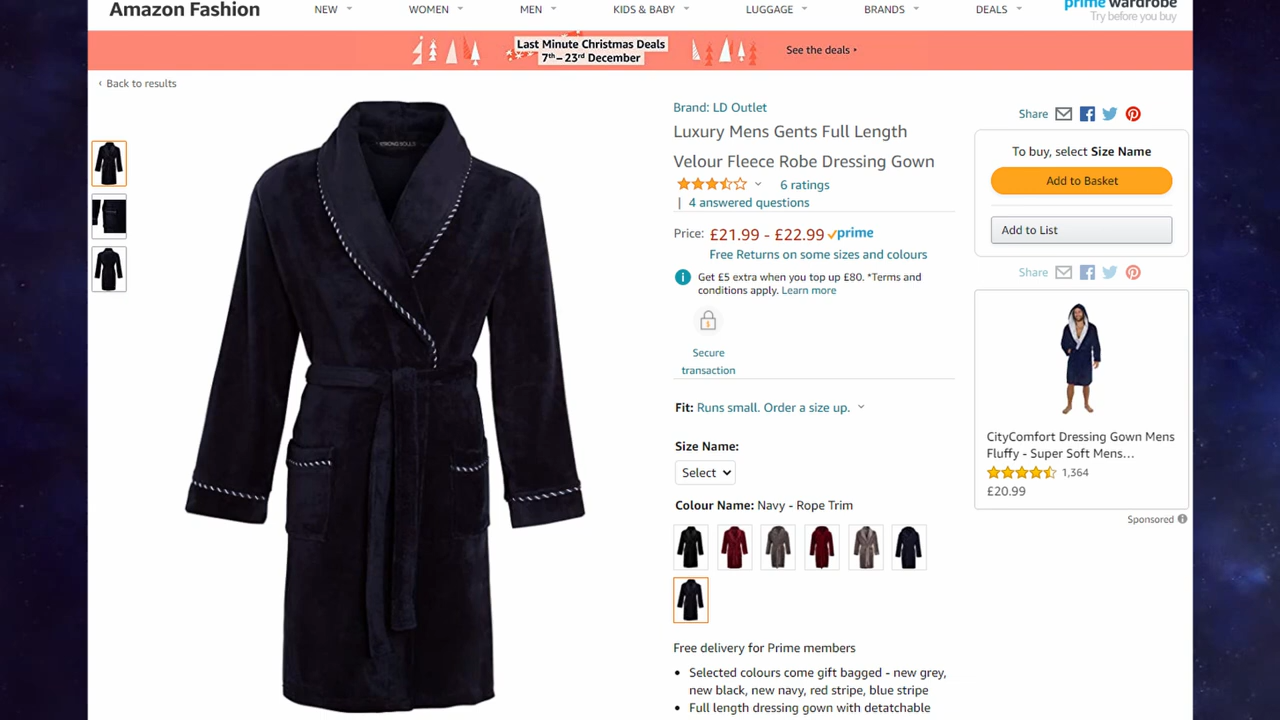 Amazon Fashion
NEW
WOMEN
MEN
KIDS & BABY
LUGGAGE
BRANDS
DEALS
prime wardrobe
Try before you buy
Last Minute Christmas Deals
7th – 23rd December
See the deals
‹ Back to results
Brand: LD Outlet
Luxury Mens Gents Full Length
Velour Fleece Robe Dressing Gown
6 ratings
| 4 answered questions
Price: £21.99 - £22.99 prime
Free Returns on some sizes and colours
Get £5 extra when you top up £80. *Terms and
conditions apply. Learn more
Secure
transaction
Fit: Runs small. Order a size up.
Size Name:
Select
Colour Name: Navy - Rope Trim
Free delivery for Prime members
• Selected colours come gift bagged - new grey,
new black, new navy, red stripe, blue stripe
• Full length dressing gown with detatchable
Share
To buy, select Size Name
Add to Basket
Add to List
Share
CityComfort Dressing Gown Mens
Fluffy - Super Soft Mens…
1,364
£20.99
Sponsored